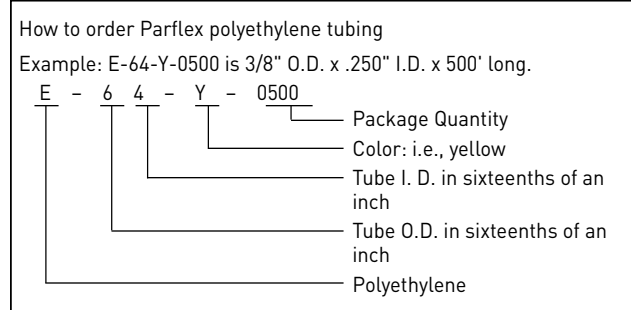 How to order Parflex polyethylene tubing
Example: E-64-Y-0500 is 3/8" O.D. x .250" I.D. x 500' long.
E – 6 4 – Y – 0500
Package Quantity
Color: i.e., yellow
Tube I. D. in sixteenths of an
inch
Tube O.D. in sixteenths of an
inch
Polyethylene